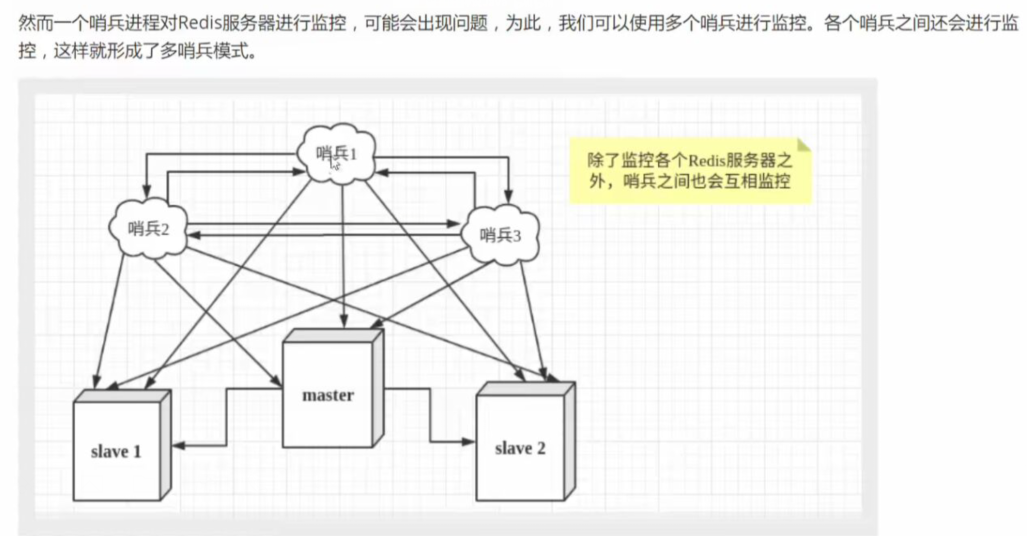 然而一个哨兵进程对Redis服务器进行监控，可能会出现问题，为此，我们可以使用多个哨兵进行监控。各个哨兵之间还会进行监
控，这样就形成了多哨兵模式。
哨兵1
除了监控各个Redis服务器之
外，哨兵之间也会互相监控
哨兵2
哨兵3
master
slave 1
slave 2